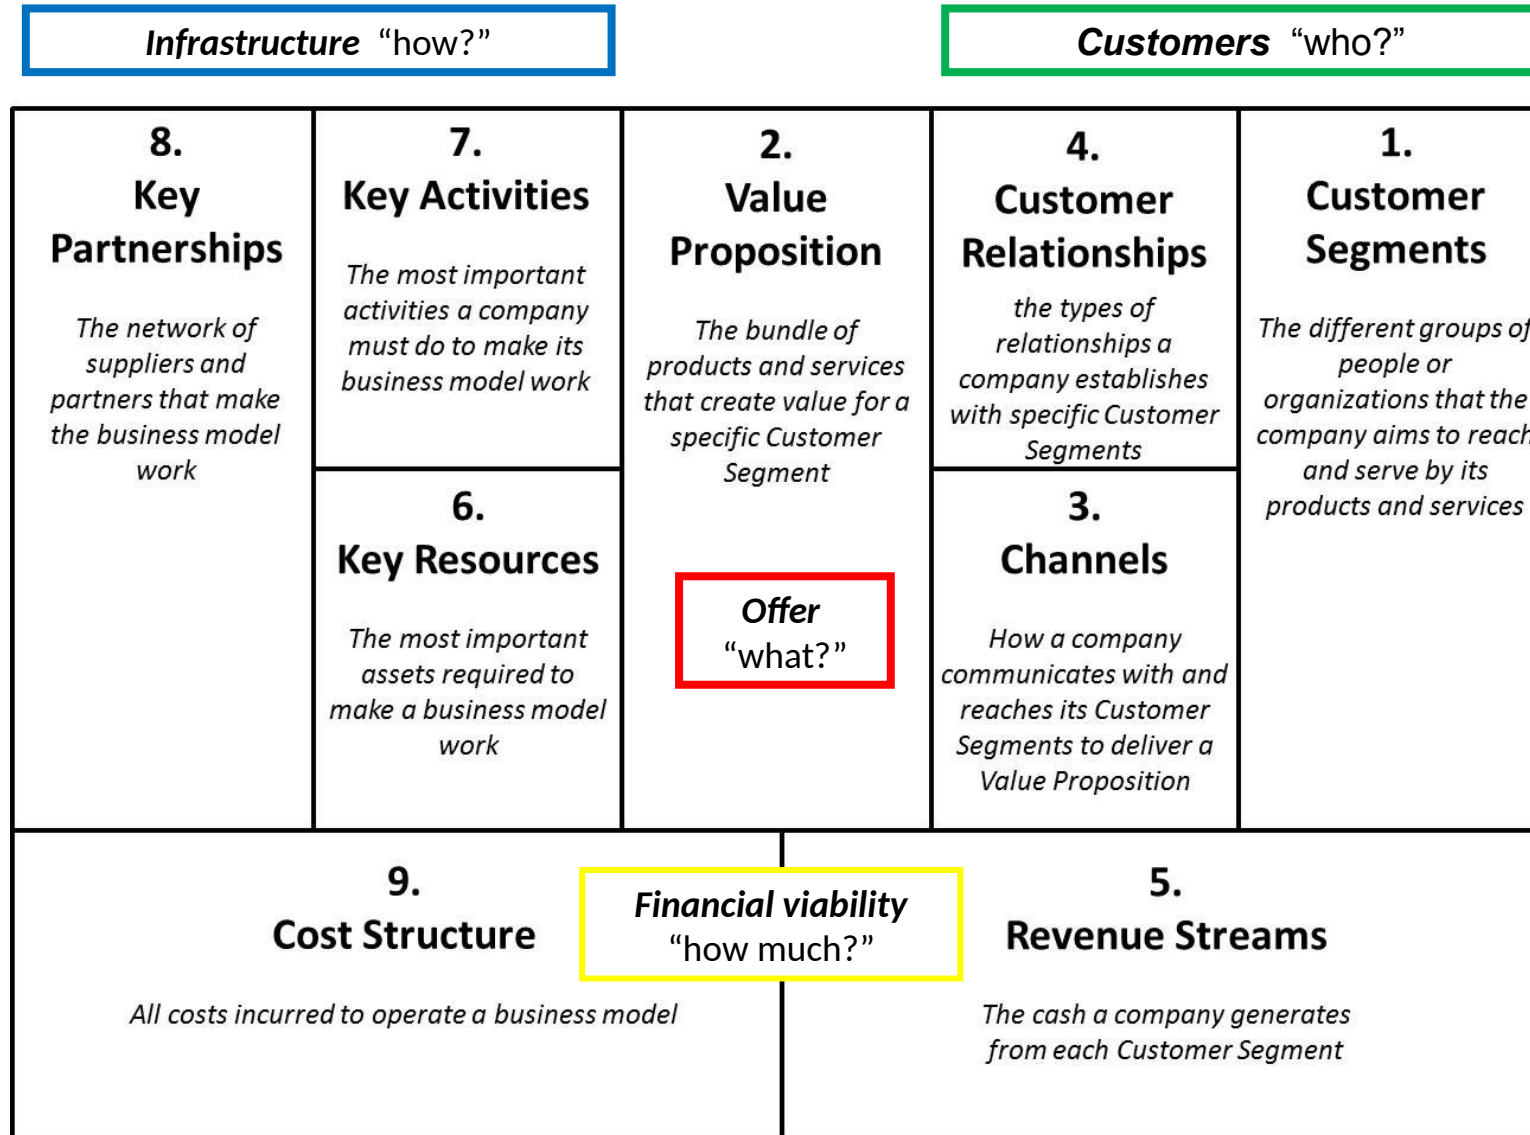 Infrastructure “how?”
Customers “who?”
8.
Key
Partnerships
The network of
suppliers and
partners that make
the business model
work
7.
Key Activities
The most important
activities a company
must do to make its
business model work
6.
Key Resources
The most important
assets required to
make a business model
work
2.
Value
Proposition
The bundle of
products and services
that create value for a
specific Customer
Segment
Offer
“what?”
4.
Customer
Relationships
the types of
relationships a
company establishes
with specific Customer
Segments
3.
Channels
How a company
communicates with and
reaches its Customer
Segments to deliver a
Value Proposition
1.
Customer
Segments
The different groups of
people or
organizations that the
company aims to reach
and serve by its
products and services
9.
Cost Structure
All costs incurred to operate a business model
Financial viability
“how much?”
5.
Revenue Streams
The cash a company generates
from each Customer Segment